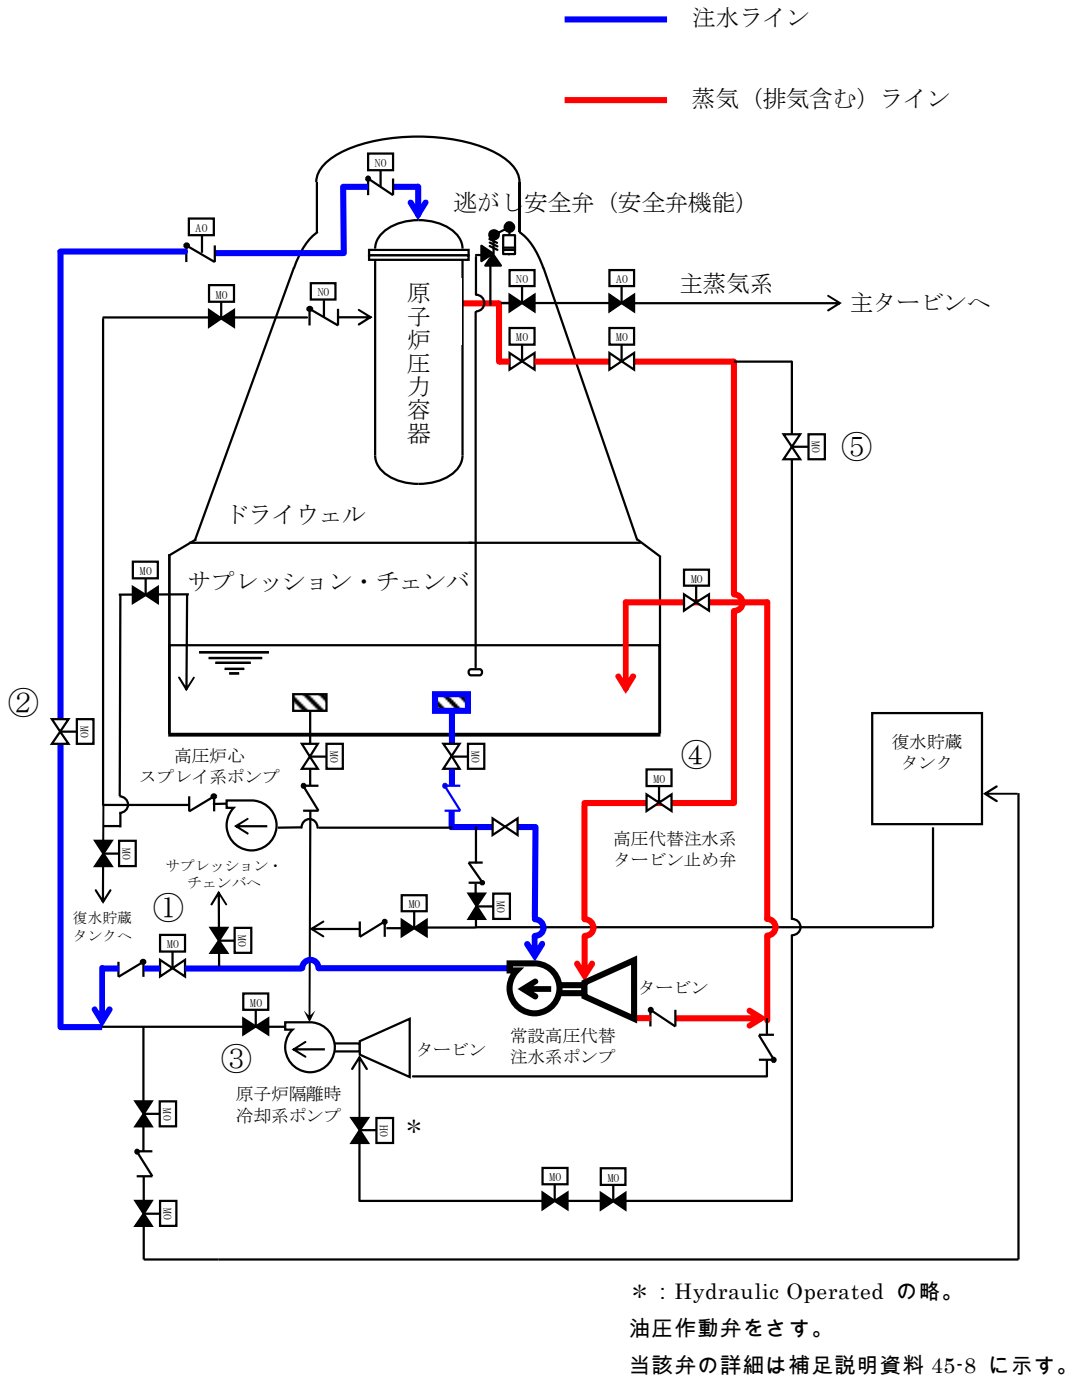 注水ライン
蒸気（排気含む）ライン
NO
逃がし安全弁（安全弁機能）
AO
MO
NO
NO
AO
主蒸気系
主タービンへ
原子炉圧力容器
MO
MO
MO
⑤
ドライウェル
サプレッション・チェンバ
MO
MO
②
MO
高圧炉心
スプレイ系ポンプ
MO
MO
④
MO
復水貯蔵
タンク
高圧代替注水系
タービン止め弁
MO
サプレッション・
チェンバへ
①
復水貯蔵
タンクへ
MO
MO
MO
MO
タービン
常設高圧代替
注水系ポンプ
MO
③
タービン
原子炉隔離時
冷却系ポンプ
MO
HO
＊
MO
MO
MO
＊：Hydraulic Operated の略。
油圧作動弁をさす。
当該弁の詳細は補足説明資料 45-8 に示す。